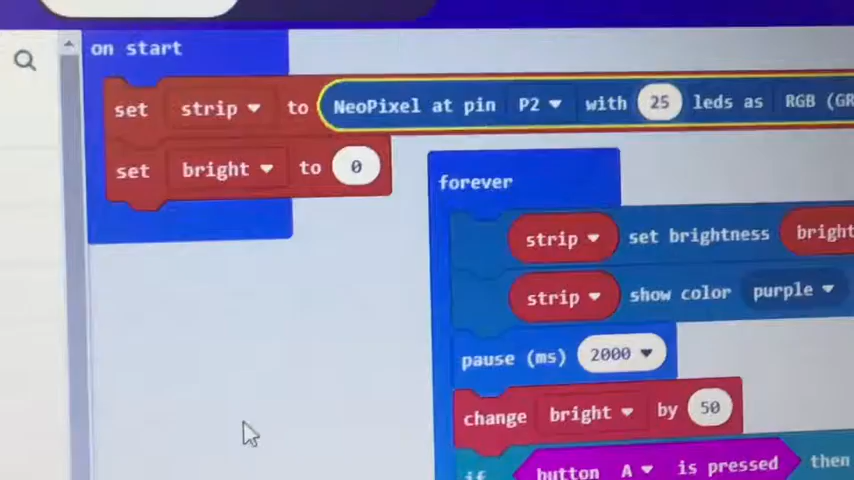 on start
set strip to NeoPixel at pin P2 with 25 leds as RGB (GR
set bright to 0
forever
strip set brightness bright
strip show color purple
pause (ms) 2000
change bright by 50
if button A is pressed then